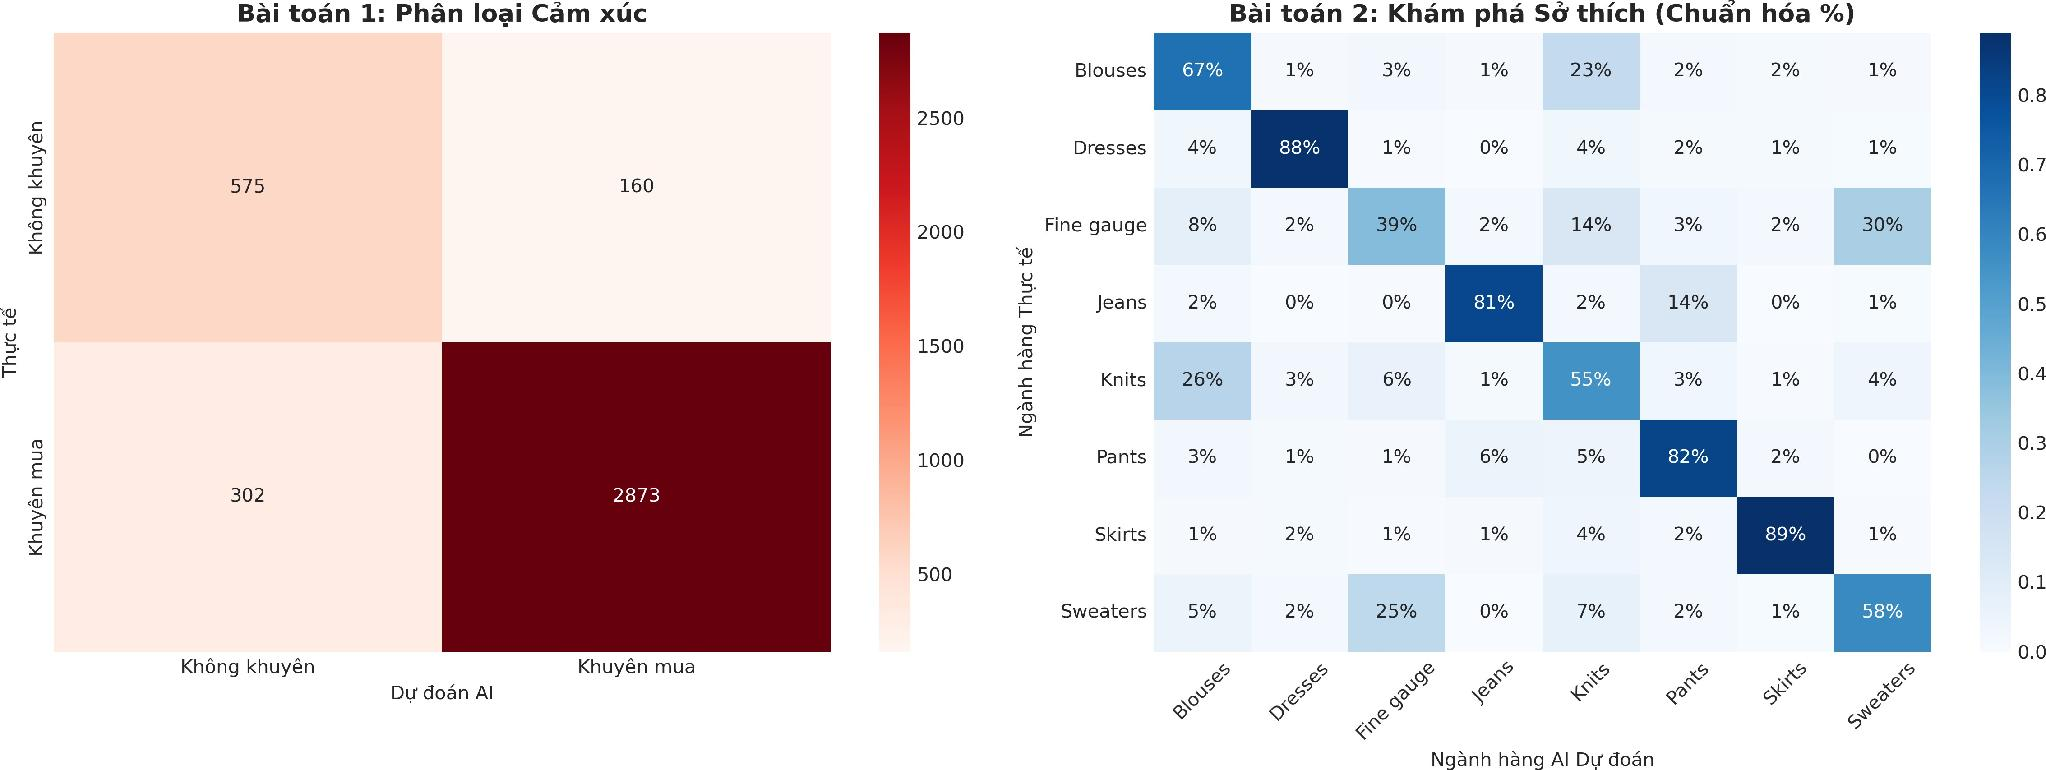 Bài toán 1: Phân loại Cảm xúc
Không khuyên
Khuyên mua
Thực tế
575
160
302
2873
Không khuyên
Khuyên mua
Dự đoán AI
2500
2000
1500
1000
500
Bài toán 2: Khám phá Sở thích (Chuẩn hóa %)
Ngành hàng Thực tế
Blouses 67% 1% 3% 1% 23% 2% 2% 1%
Dresses 4% 88% 1% 0% 4% 2% 1% 1%
Fine gauge 8% 2% 39% 2% 14% 3% 2% 30%
Jeans 2% 0% 0% 81% 2% 14% 0% 1%
Knits 26% 3% 6% 1% 55% 3% 1% 4%
Pants 3% 1% 1% 6% 5% 82% 2% 0%
Skirts 1% 2% 1% 1% 4% 2% 89% 1%
Sweaters 5% 2% 25% 0% 7% 2% 1% 58%
Blouses
Dresses
Fine gauge
Jeans
Knits
Pants
Skirts
Sweaters
Ngành hàng AI Dự đoán
0.8
0.7
0.6
0.5
0.4
0.3
0.2
0.1
0.0